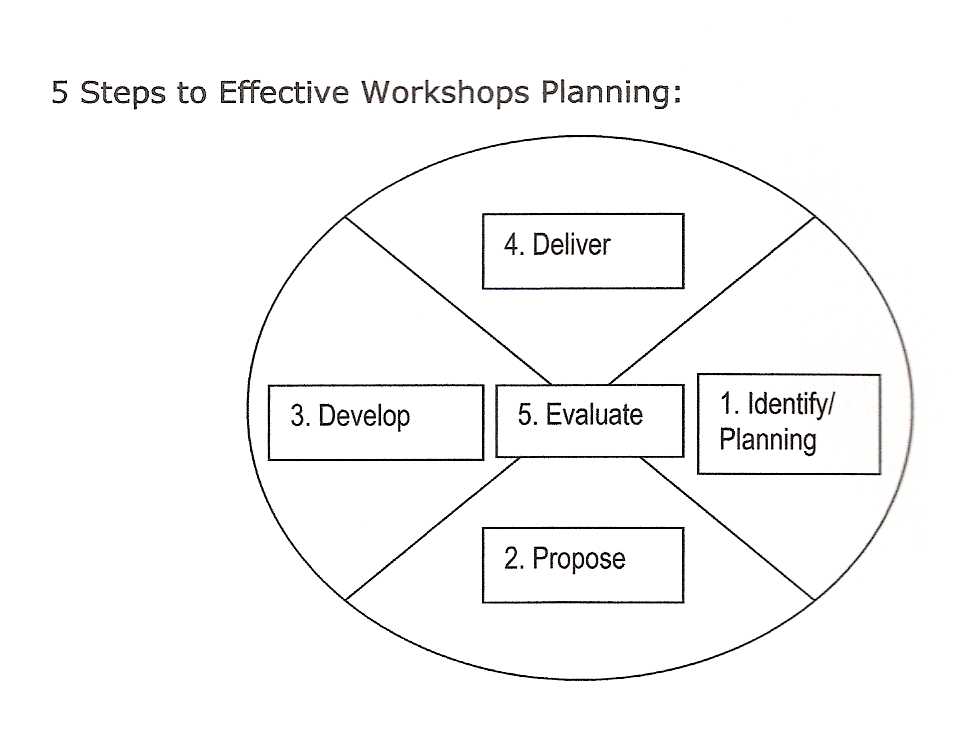 5 Steps to Effective Workshops Planning:
4. Deliver
3. Develop
5. Evaluate
1. Identify/
Planning
2. Propose